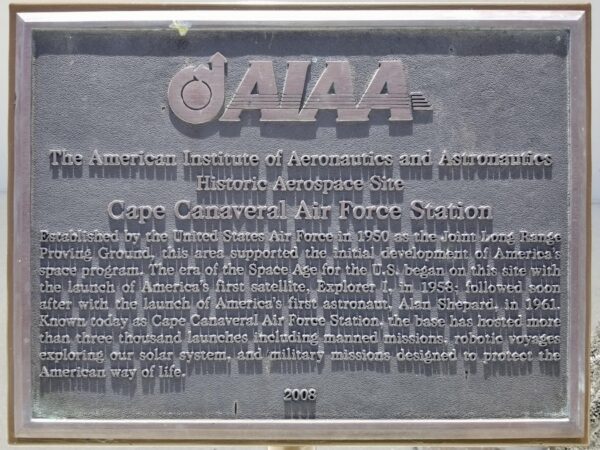 AIAA
The American Institute of Aeronautics and Astronautics
Historic Aerospace Site
Cape Canaveral Air Force Station
Established by the United States Air Force in 1950 as the Joint Long Range
Proving Ground, this area supported the initial development of America's
space program. The era of the Space Age for the U.S. began on this site with
the launch of America's first satellite, Explorer I, in 1958; followed soon
after with the launch of America's first astronaut, Alan Shepard, in 1961.
Known today as Cape Canaveral Air Force Station, the base has hosted more
than three thousand launches including manned missions, robotic voyages
exploring our solar system, and military missions designed to protect the
American way of life.
2008